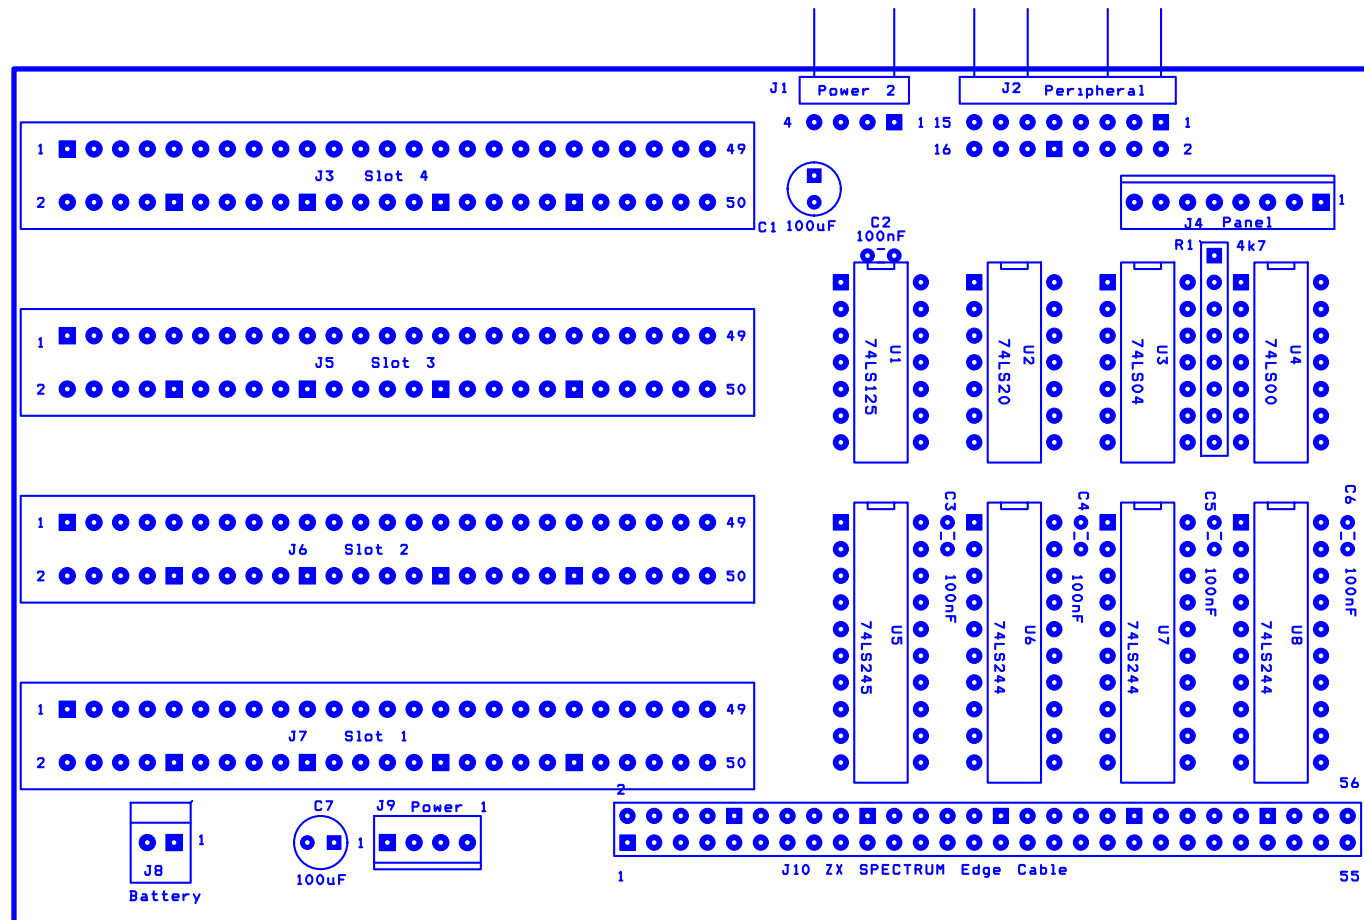 J1 Power 2
J2 Peripheral
4 1
15 1
16 2
1 49
J3 Slot 4
2 50
C1 100uF
C2
100nF
1
J4 Panel
R1 4k7
1 49
J5 Slot 3
2 50
U1
74LS125
U2
74LS20
U3
74LS04
U4
74LS00
1 49
J6 Slot 2
2 50
C3
100nF
C4
100nF
C5
100nF
C6
100nF
U5
74LS245
U6
74LS244
U7
74LS244
U8
74LS244
1 49
J7 Slot 1
2 50
2 56
J8 1
Battery
C7
100uF
J9 Power 1
1
J10 ZX SPECTRUM Edge Cable
1 55